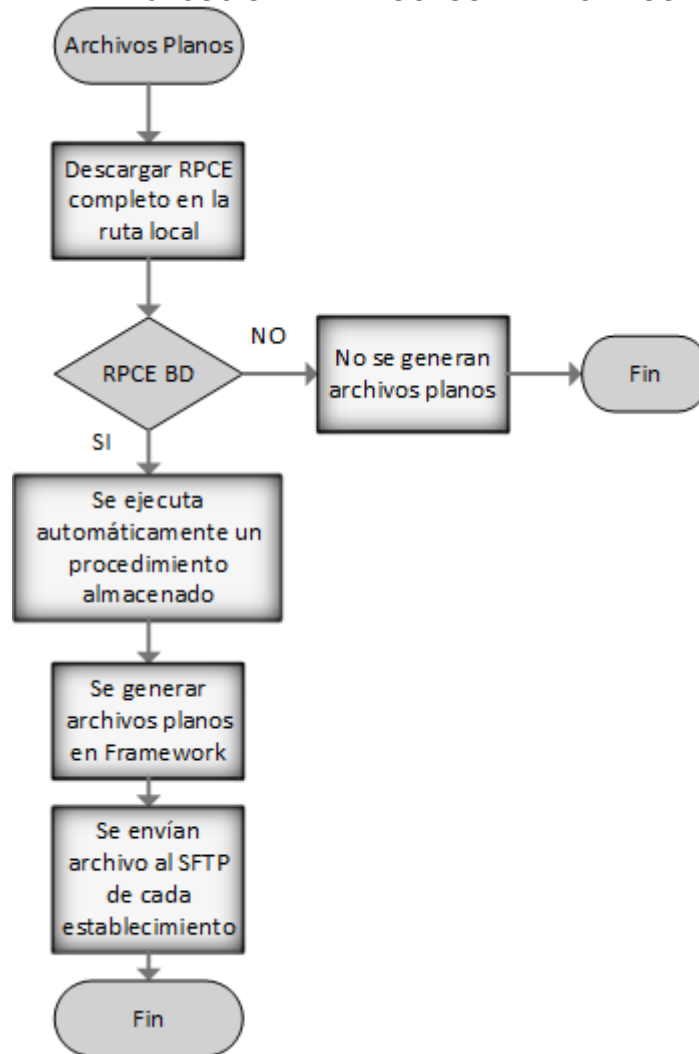 Archivos Planos
Descargar RPCE
completo en la
ruta local
RPCE BD
NO
No se generan
archivos planos
Fin
SI
Se ejecuta
automáticamente un
procedimiento
almacenado
Se generar
archivos planos
en Framework
Se envían
archivo al SFTP
de cada
establecimiento
Fin